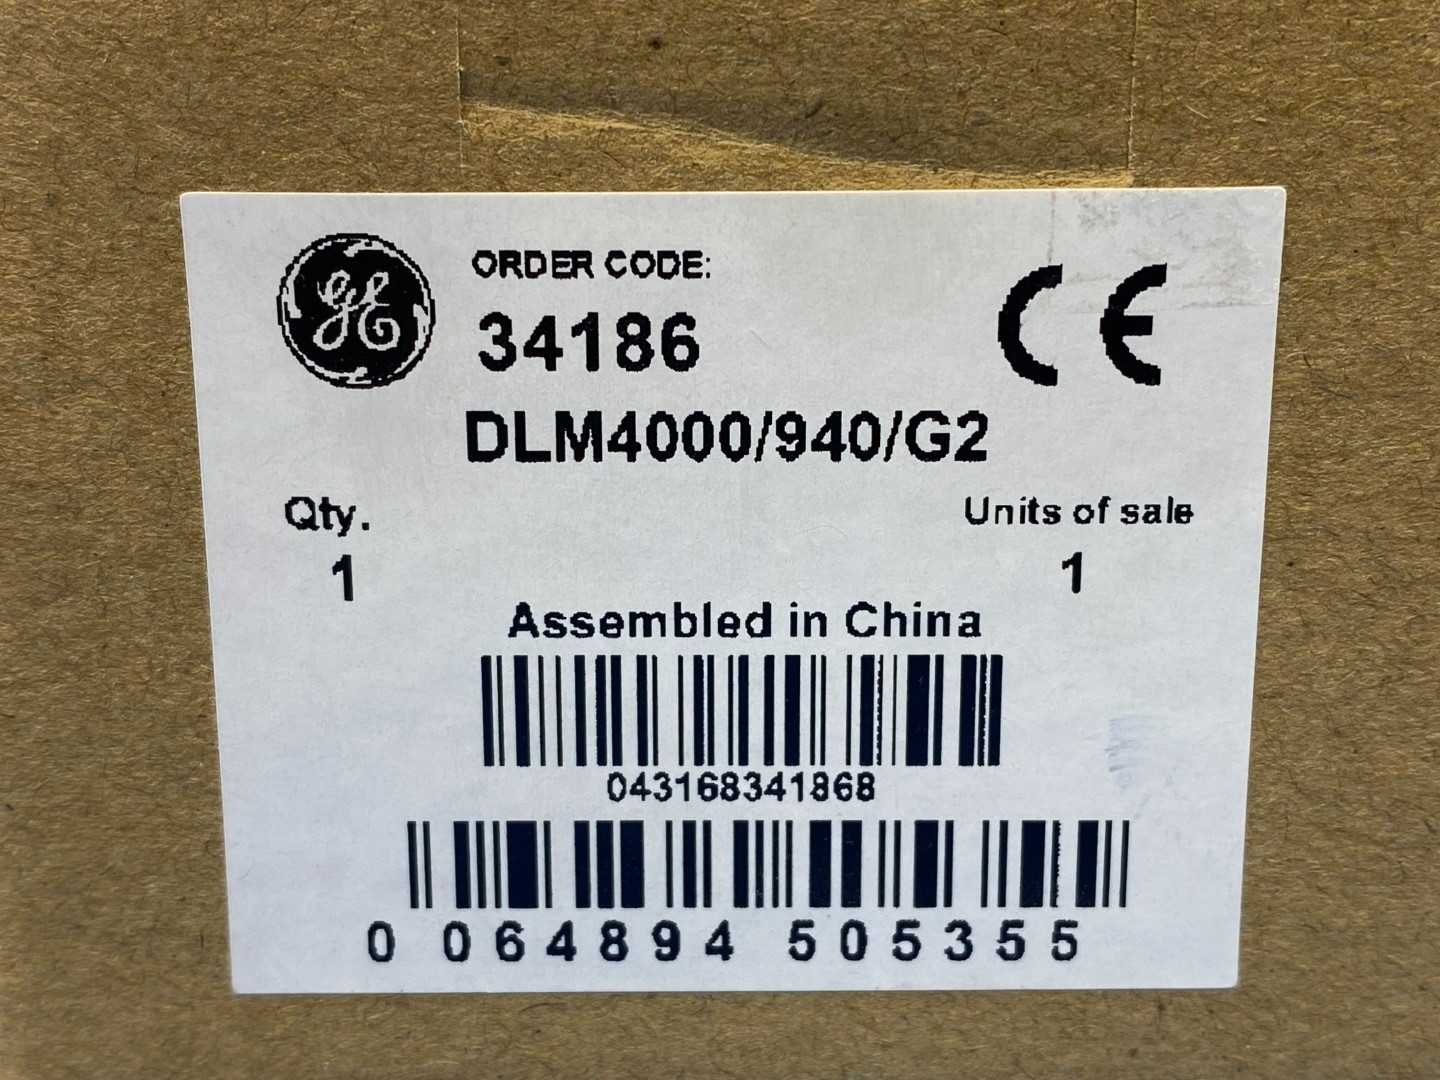 GE
ORDER CODE:
34186
CE
DLM4000/940/G2
Qty.
Units of sale
1
1
Assembled in China
043168341868
0 064894 505355